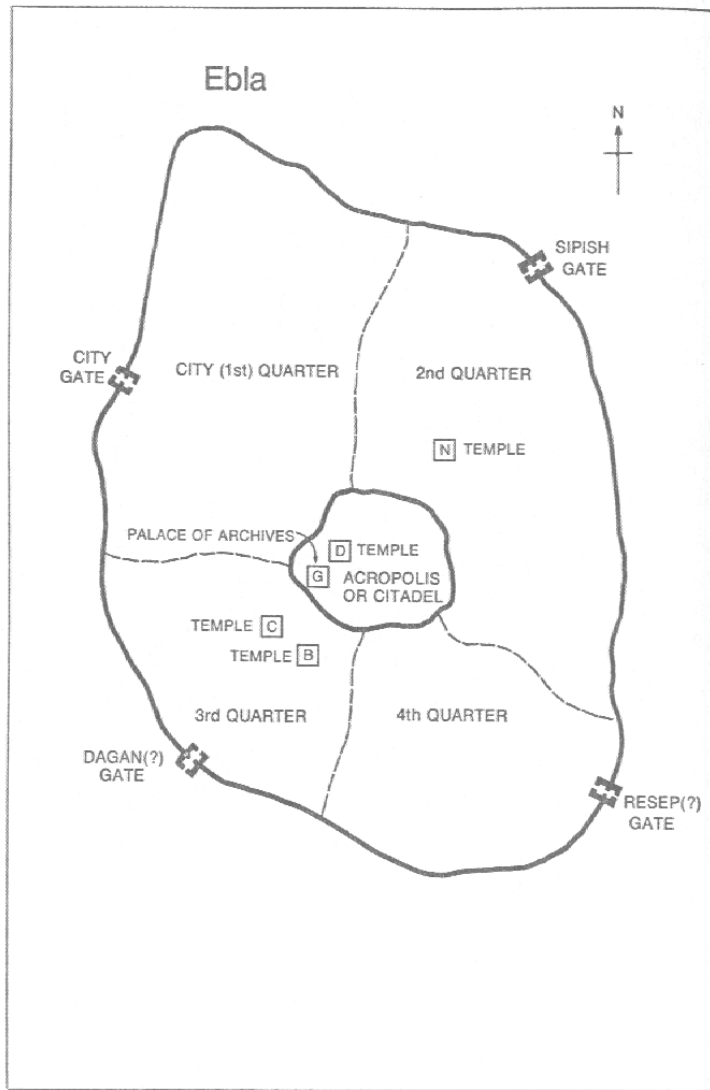 Ebla
N
SIPISH
GATE
CITY
GATE
CITY (1st) QUARTER
2nd QUARTER
N TEMPLE
PALACE OF ARCHIVES
D TEMPLE
G ACROPOLIS
OR CITADEL
TEMPLE C
TEMPLE B
3rd QUARTER
4th QUARTER
DAGAN(?)
GATE
RESEP(?)
GATE